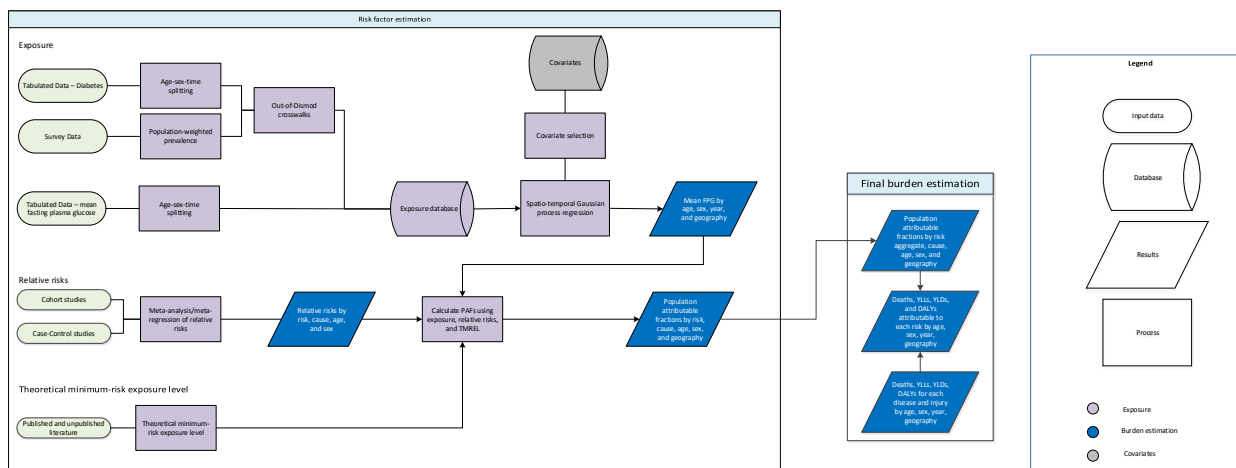 Risk factor estimation
Exposure
Tabulated Data – Diabetes
Age-sex-time
splitting
Survey Data
Population-weighted
prevalence
Out-of-Dismod
crosswalks
Covariates
Covariate selection
Tabulated Data – mean
fasting plasma glucose
Age-sex-time
splitting
Exposure database
Spatio-temporal Gaussian
process regression
Mean FPG by
age, sex, year,
and geography
Relative risks
Cohort studies
Case-Control studies
Meta-analysis/meta-
regression of relative
risks
Relative risks by
risk, cause, age,
and sex
Calculate PAFs using
exposure, relative risks,
and TMREL
Population
attributable
fractions by risk,
cause, age, sex,
and geography
Theoretical minimum-risk exposure level
Published and unpublished
literature
Theoretical minimum-
risk exposure level
Final burden estimation
Population
attributable
fractions by risk
aggregate, cause,
age, sex, and
geography
Deaths, YLLs, YLDs,
and DALYs
attributable to
each risk by age,
sex, year,
geography
Deaths, YLLs, YLDs,
DALYs for each
disease and injury
by age, sex, year,
geography
Legend
Input data
Database
Results
Process
Exposure
Burden estimation
Covariates